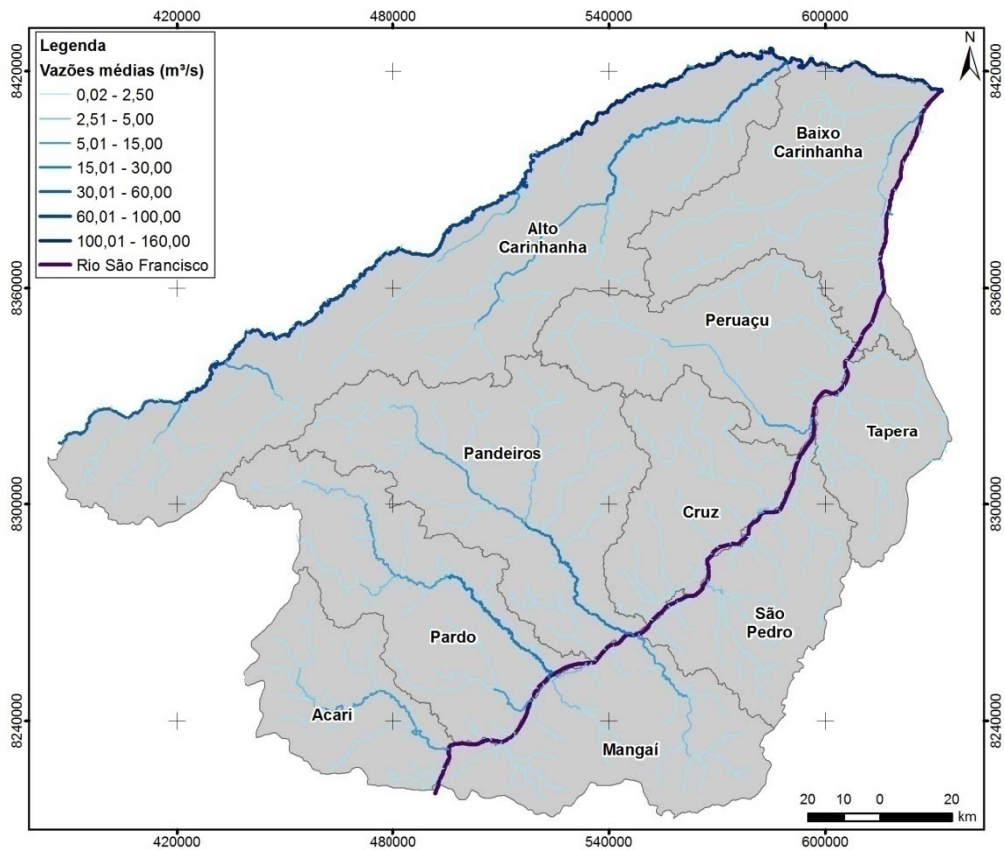 420000 480000 540000 600000
Legenda
Vazões médias (m³/s)
0,02 - 2,50
2,51 - 5,00
5,01 - 15,00
15,01 - 30,00
30,01 - 60,00
60,01 - 100,00
100,01 - 160,00
Rio São Francisco
N
8420000 8420000
Baixo
Carinhanha
Alto
Carinhanha
8360000 8360000
Peruaçu
Tapera
Pandeiros
8300000 8300000
Cruz
São
Pedro
Pardo
Acari
8240000 8240000
Mangaí
20 10 0 20
km
420000 480000 540000 600000